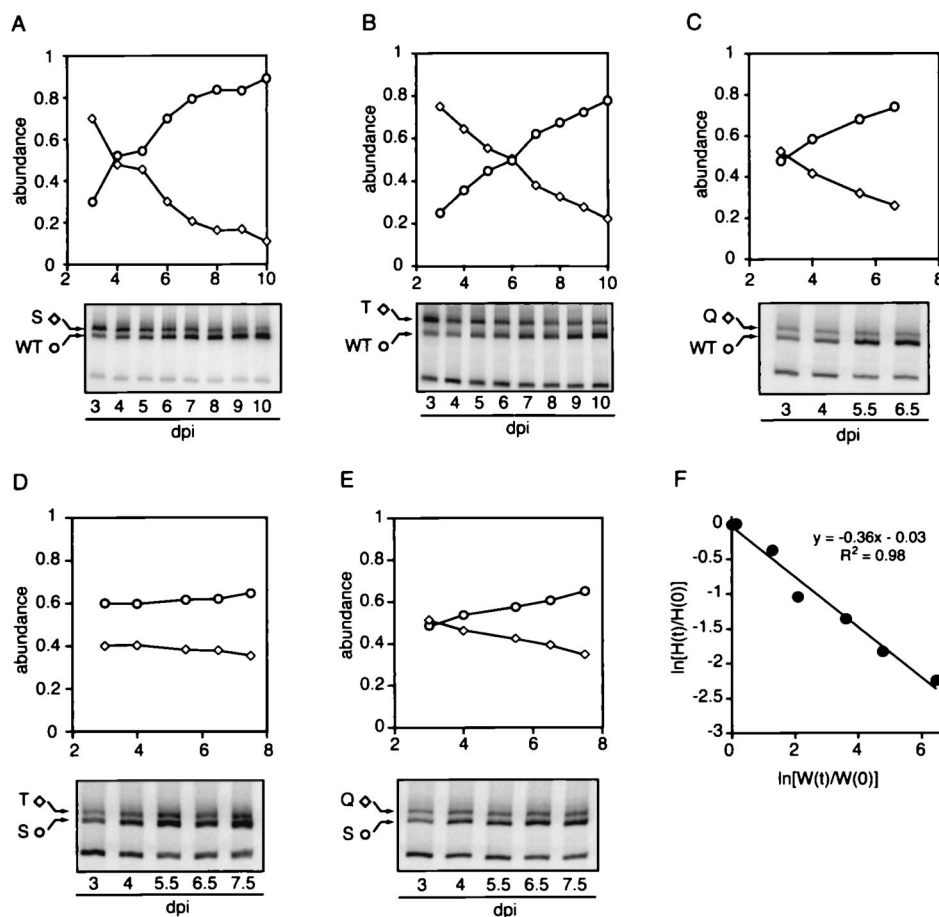 A
B
C
abundance
1
0.8
0.6
0.4
0.2
0
2 4 6 8 10
abundance
1
0.8
0.6
0.4
0.2
0
2 4 6 8 10
abundance
1
0.8
0.6
0.4
0.2
0
2 4 6 8
S
WT
3 4 5 6 7 8 9 10
dpi
T
WT
3 4 5 6 7 8 9 10
dpi
Q
WT
3 4 5.5 6.5
dpi
D
E
F
abundance
1
0.8
0.6
0.4
0.2
0
2 4 6 8
abundance
1
0.8
0.6
0.4
0.2
0
2 4 6 8
ln[H(t)/H(0)]
0
-0.5
-1
-1.5
-2
-2.5
-3
y = -0.36x - 0.03
R² = 0.98
0 2 4 6
ln[W(t)/W(0)]
T
S
3 4 5.5 6.5 7.5
dpi
Q
S
3 4 5.5 6.5 7.5
dpi